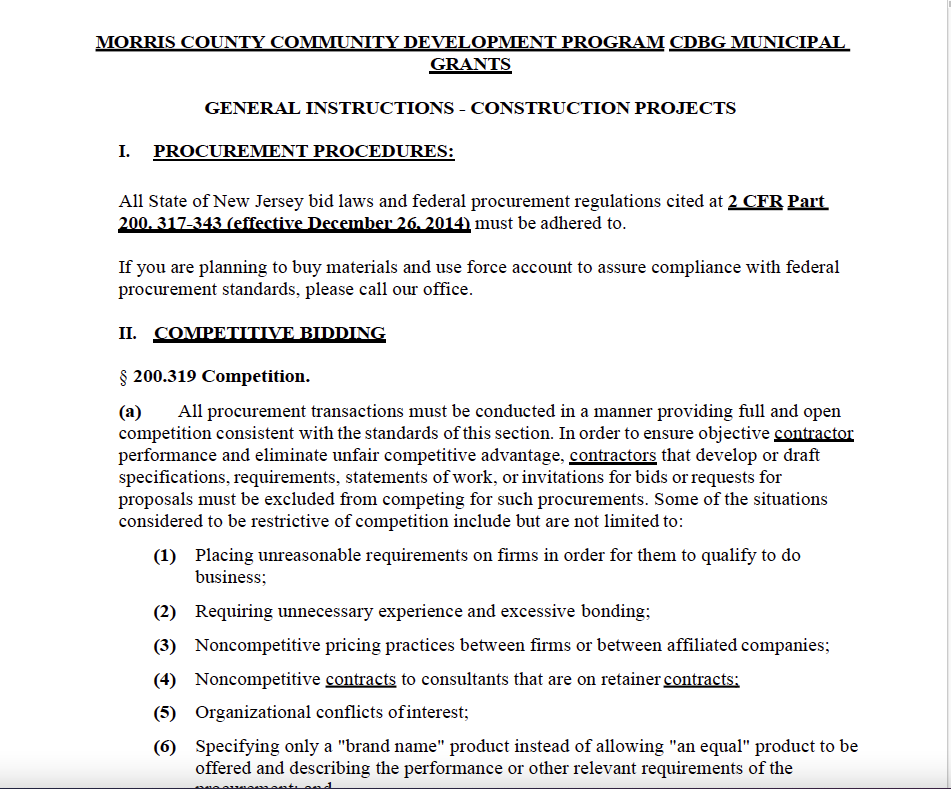 MORRIS COUNTY COMMUNITY DEVELOPMENT PROGRAM CDBG MUNICIPAL
GRANTS
GENERAL INSTRUCTIONS - CONSTRUCTION PROJECTS
I. PROCUREMENT PROCEDURES:
All State of New Jersey bid laws and federal procurement regulations cited at 2 CFR Part
200. 317-343 (effective December 26, 2014) must be adhered to.
If you are planning to buy materials and use force account to assure compliance with federal
procurement standards, please call our office.
II. COMPETITIVE BIDDING
§ 200.319 Competition.
(a) All procurement transactions must be conducted in a manner providing full and open
competition consistent with the standards of this section. In order to ensure objective contractor
performance and eliminate unfair competitive advantage, contractors that develop or draft
specifications, requirements, statements of work, or invitations for bids or requests for
proposals must be excluded from competing for such procurements. Some of the situations
considered to be restrictive of competition include but are not limited to:
(1) Placing unreasonable requirements on firms in order for them to qualify to do
business;
(2) Requiring unnecessary experience and excessive bonding;
(3) Noncompetitive pricing practices between firms or between affiliated companies;
(4) Noncompetitive contracts to consultants that are on retainer contracts;
(5) Organizational conflicts of interest;
(6) Specifying only a "brand name" product instead of allowing "an equal" product to be
offered and describing the performance or other relevant requirements of the
procurement; and